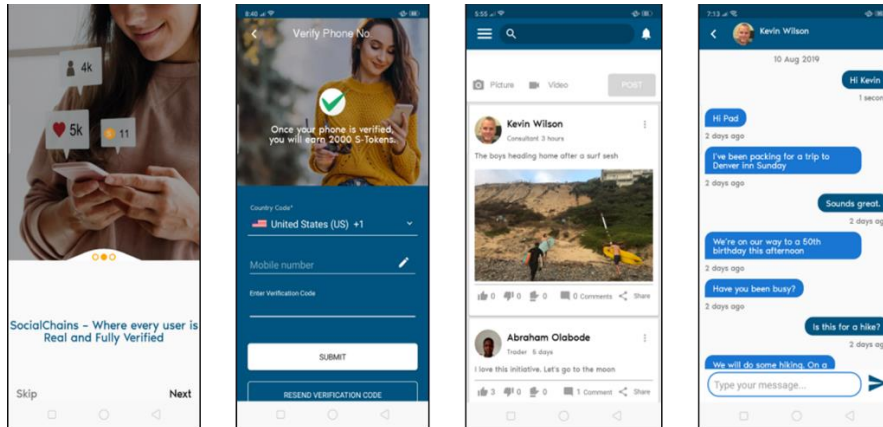 4k
5k
11
SocialChains – Where every user is
Real and Fully Verified
Skip
Next
8:40
Verify Phone No
Once your phone is verified,
you will earn 2000 S-Tokens.
Country Code*
United States (US) +1
Mobile number
Enter Verification Code
SUBMIT
RESEND VERIFICATION CODE
5:55
Picture
Video
POST
Kevin Wilson
Consultant 3 hours
The boys heading home after a surf sesh
0 0 0 0 Comments Share
Abraham Olabode
Trader 5 days
I love this initiative. Let's go to the moon
3 0 0 1 Comment Share
7:13
Kevin Wilson
10 Aug 2019
Hi Kevin
1 secon
Hi Pad
2 days ago
I've been packing for a trip to
Denver inn Sunday
2 days ago
Sounds great.
2 days ag
We're on our way to a 50th
birthday this afternoon
2 days ago
Have you been busy?
2 days ago
Is this for a hike?
2 days ag
We will do some hiking. On a
Type your message...